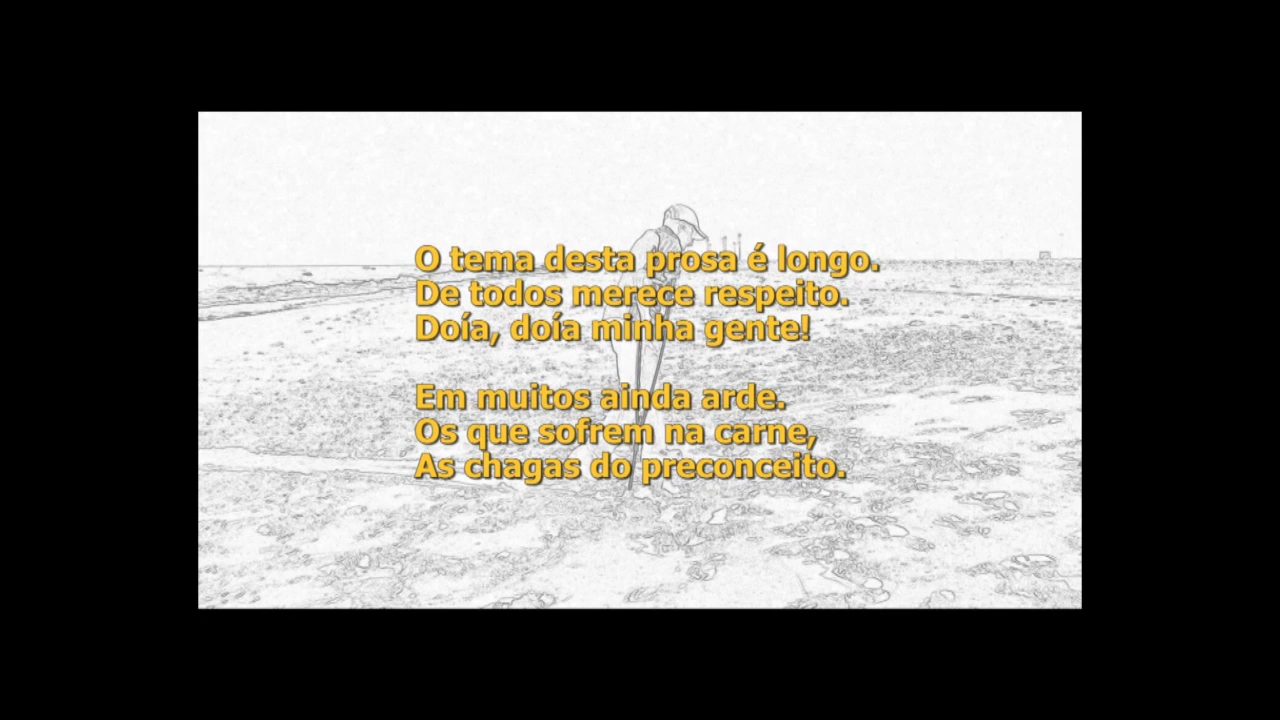 O tema desta prosa é longo.
De todos merece respeito.
Doía, doía minha gente!
Em muitos ainda arde.
Os que sofrem na carne,
As chagas do preconceito.